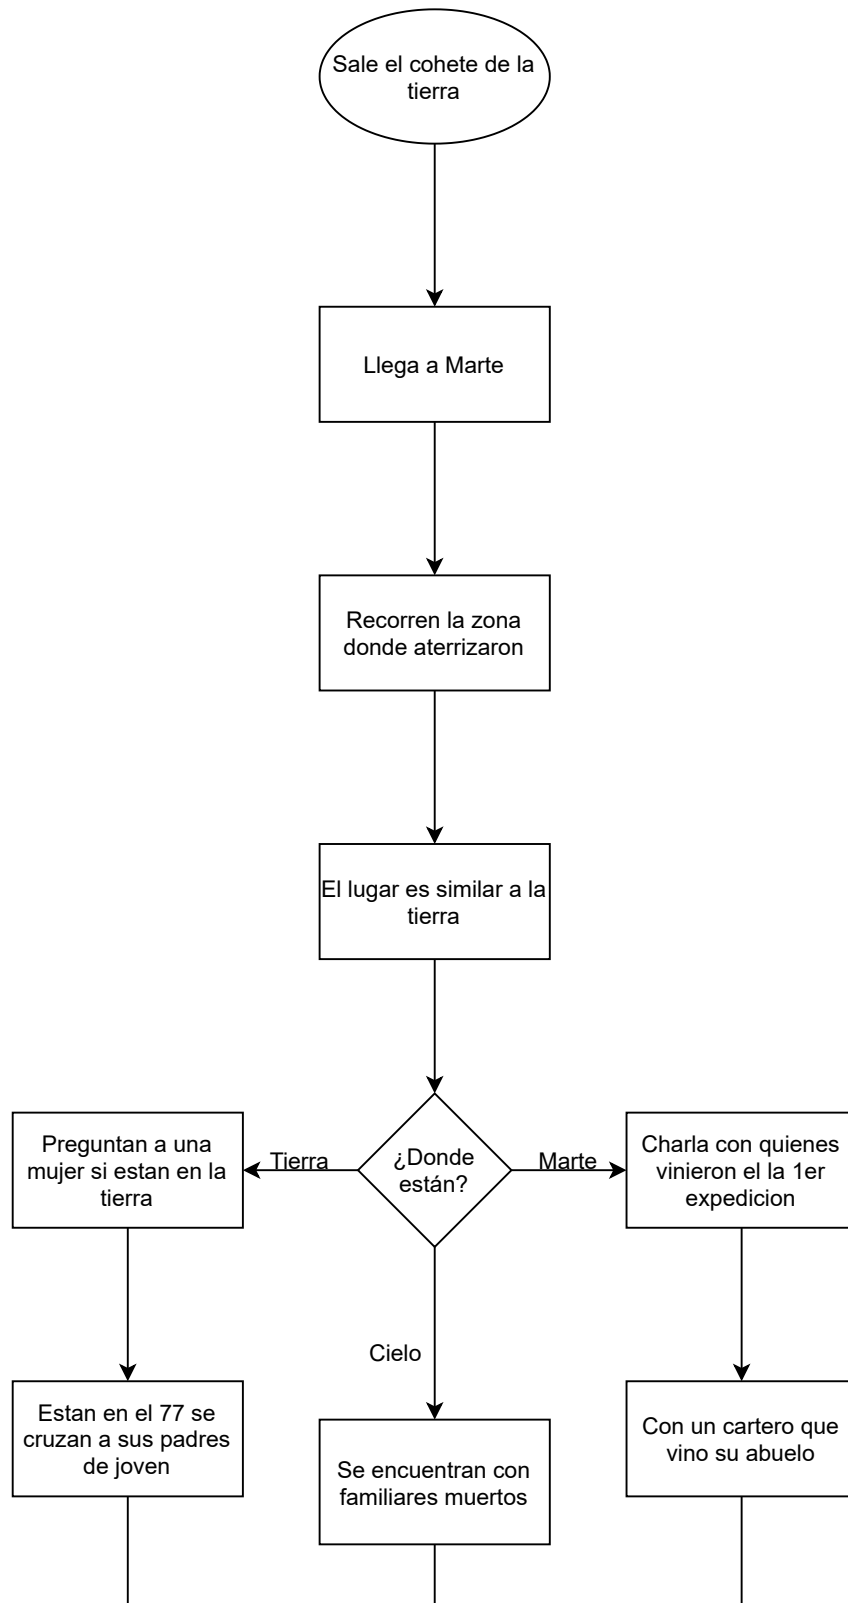 Sale el cohete de la
tierra
Llega a Marte
Recorren la zona
donde aterrizaron
El lugar es similar a la
tierra
Preguntan a una
mujer si estan en la
tierra
Tierra
¿Donde
están?
Marte
Charla con quienes
vinieron el la 1er
expedicion
Cielo
Estan en el 77 se
cruzan a sus padres
de joven
Se encuentran con
familiares muertos
Con un cartero que
vino su abuelo